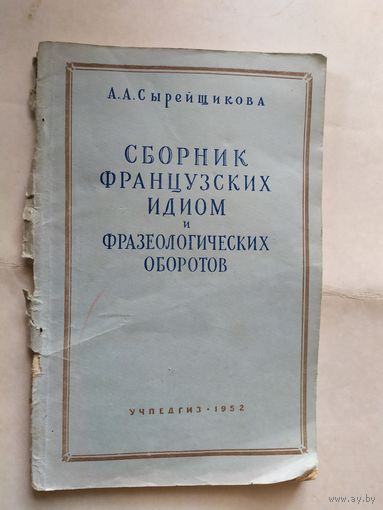 А.А.Сырейщикова
СБОРНИК
ФРАНЦУЗСКИХ
ИДИОМ
И
ФРАЗЕОЛОГИЧЕСКИХ
ОБОРОТОВ
УЧПЕДГИЗ · 1952
www.ay.by